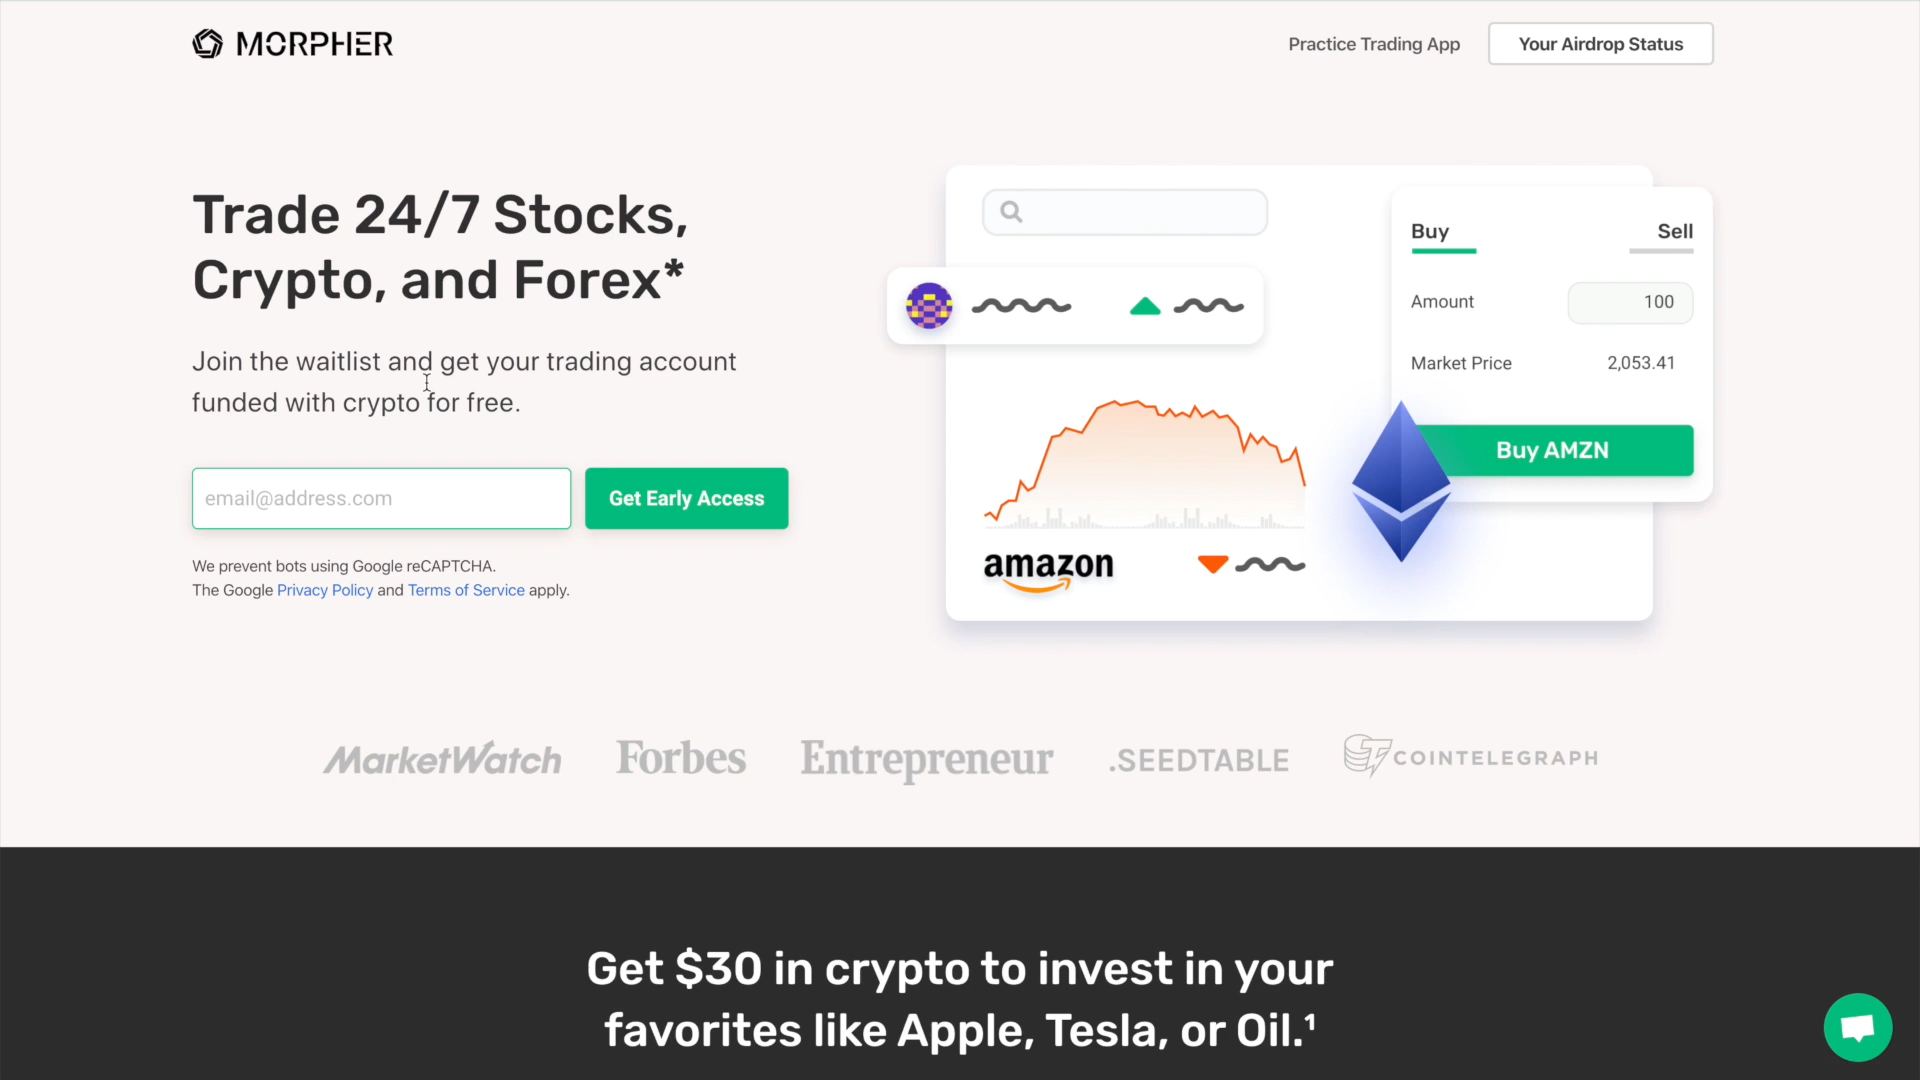 MORPHER
Practice Trading App
Your Airdrop Status
Trade 24/7 Stocks,
Crypto, and Forex*
Join the waitlist and get your trading account
funded with crypto for free.
email@address.com
Get Early Access
We prevent bots using Google reCAPTCHA.
The Google Privacy Policy and Terms of Service apply.
Buy
Sell
Amount
100
Market Price
2,053.41
Buy AMZN
amazon
MarketWatch
Forbes
Entrepreneur
.SEEDTABLE
COINTELEGRAPH
Get $30 in crypto to invest in your
favorites like Apple, Tesla, or Oil.¹